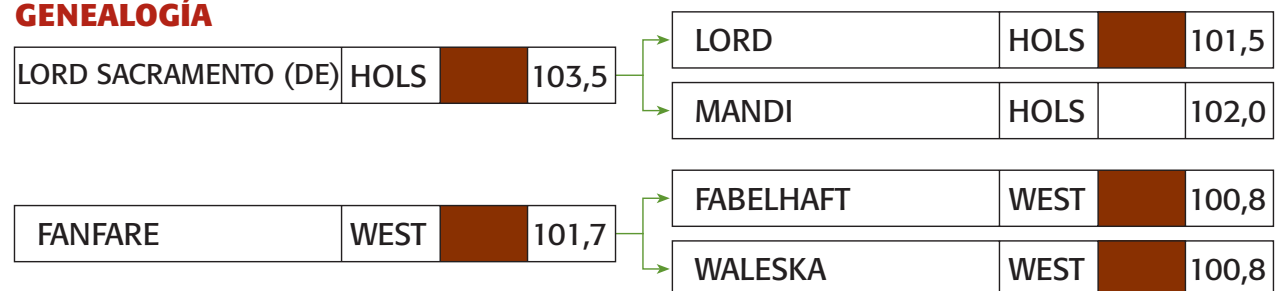 GENEALOGÍA
LORD SACRAMENTO (DE) HOLS 103,5
LORD HOLS 101,5
MANDI HOLS 102,0
FANFARE WEST 101,7
FABELHAFT WEST 100,8
WALESKA WEST 100,8